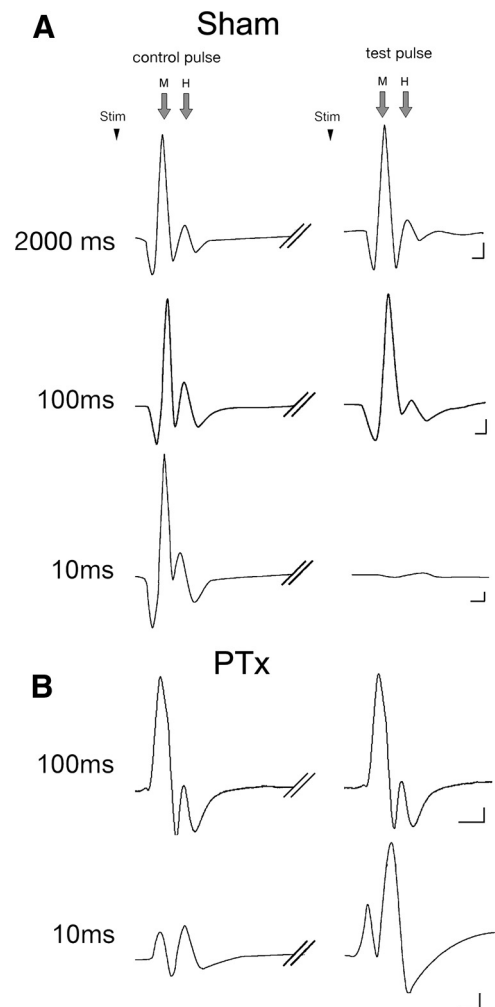 A
Sham
control pulse
test pulse
M H
M H
Stim
Stim
2000 ms
100ms
10ms
PTx
B
100ms
10ms